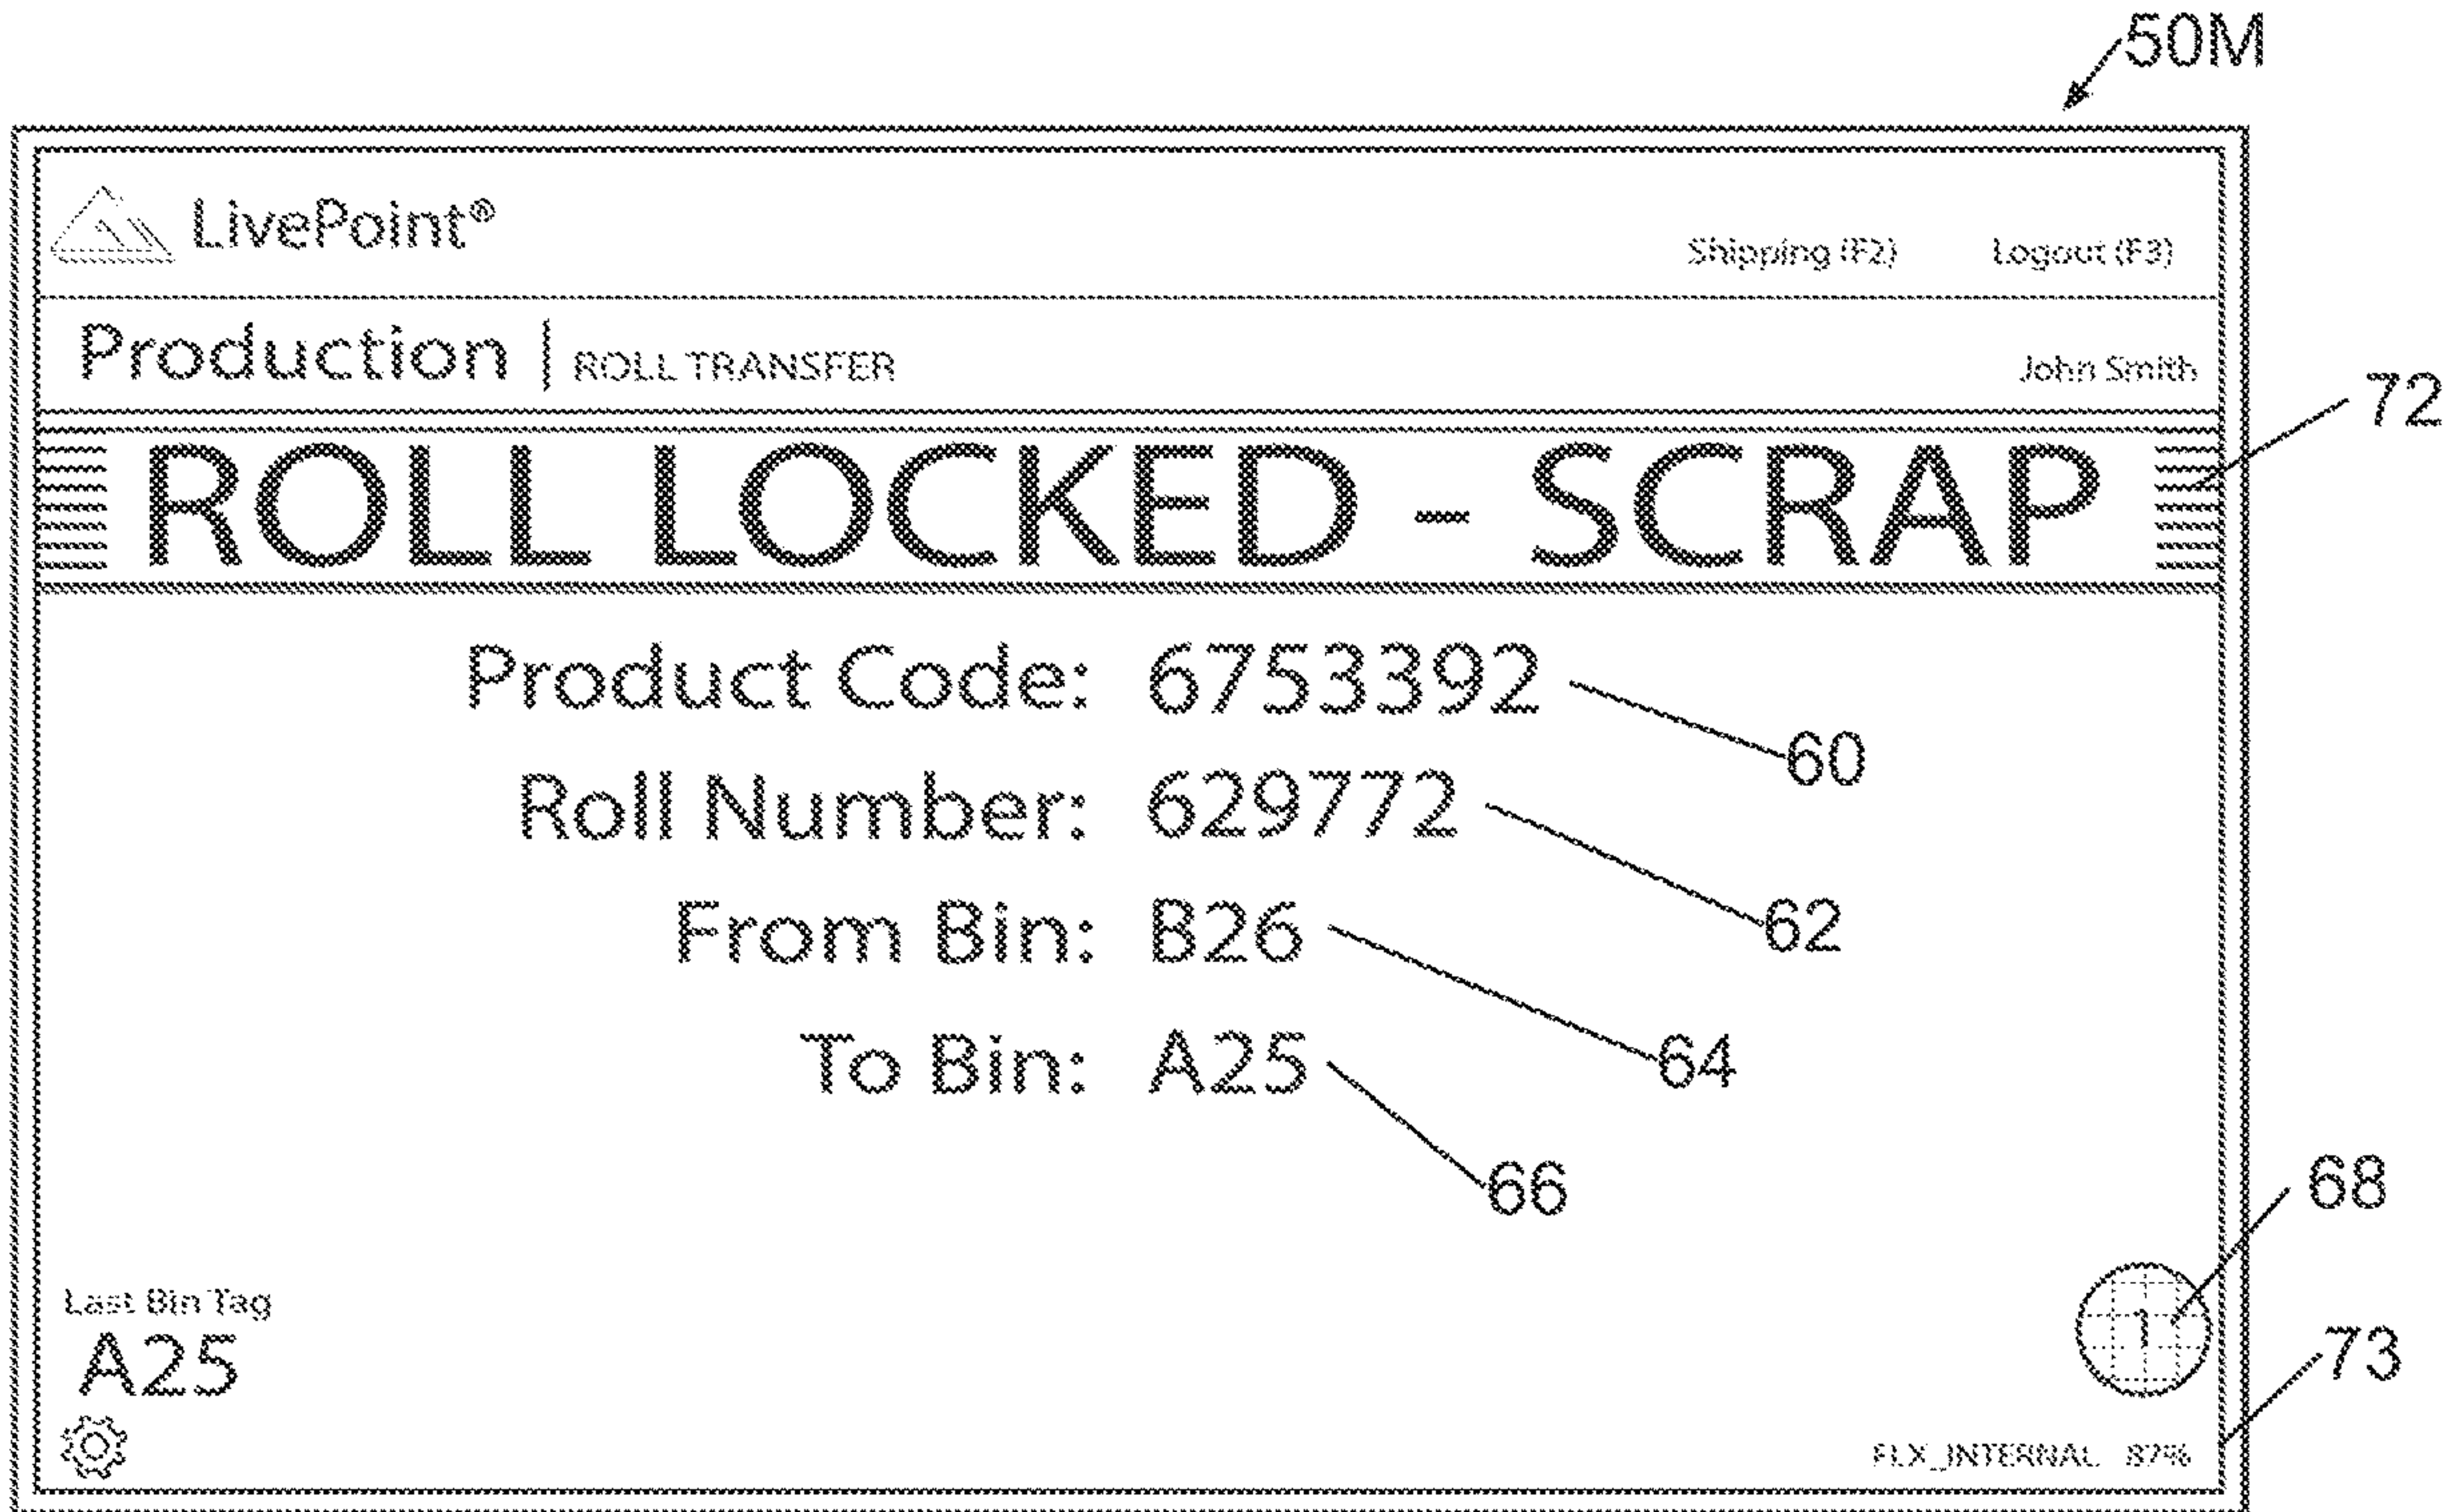 50M
LivePoint®
Shipping (F2) Logout (F3)
Production | ROLL TRANSFER John Smith
72
ROLL LOCKED - SCRAP
Product Code: 6753392
60
Roll Number: 629772
62
From Bin: B26
64
To Bin: A25
66
68
Last Bin Tag
1
A25
73
FLX_INTERNAL 87%